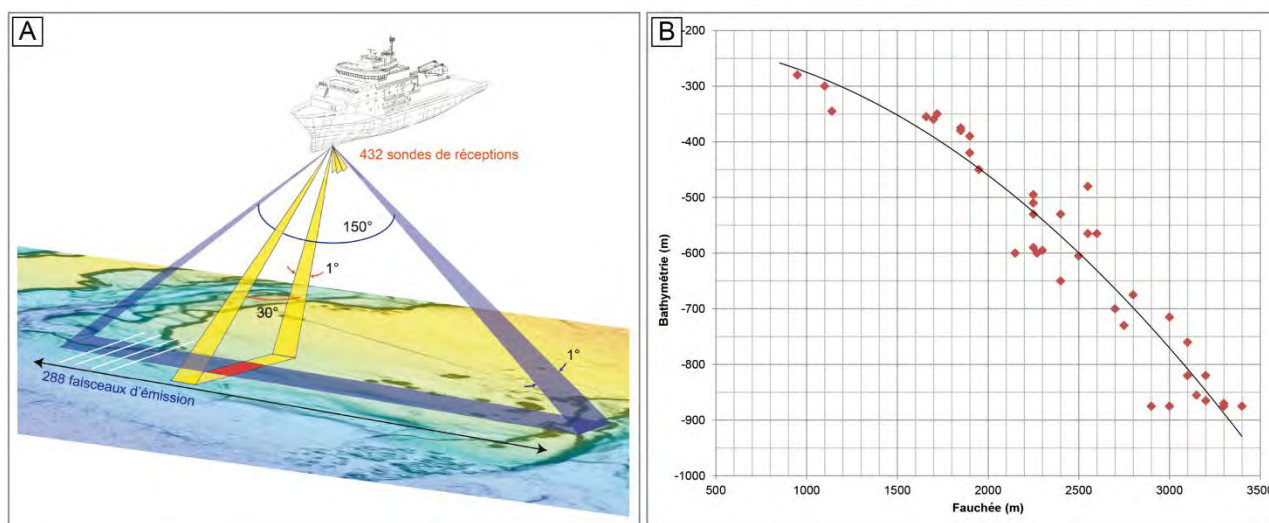 A
432 sondes de réceptions
150°
1°
30°
1°
288 faisceaux d'émission
B
-200
-300
-400
-500
-600
-700
-800
-900
-1000
Bathymétrie (m)
500 1000 1500 2000 2500 3000 3500
Fauchée (m)